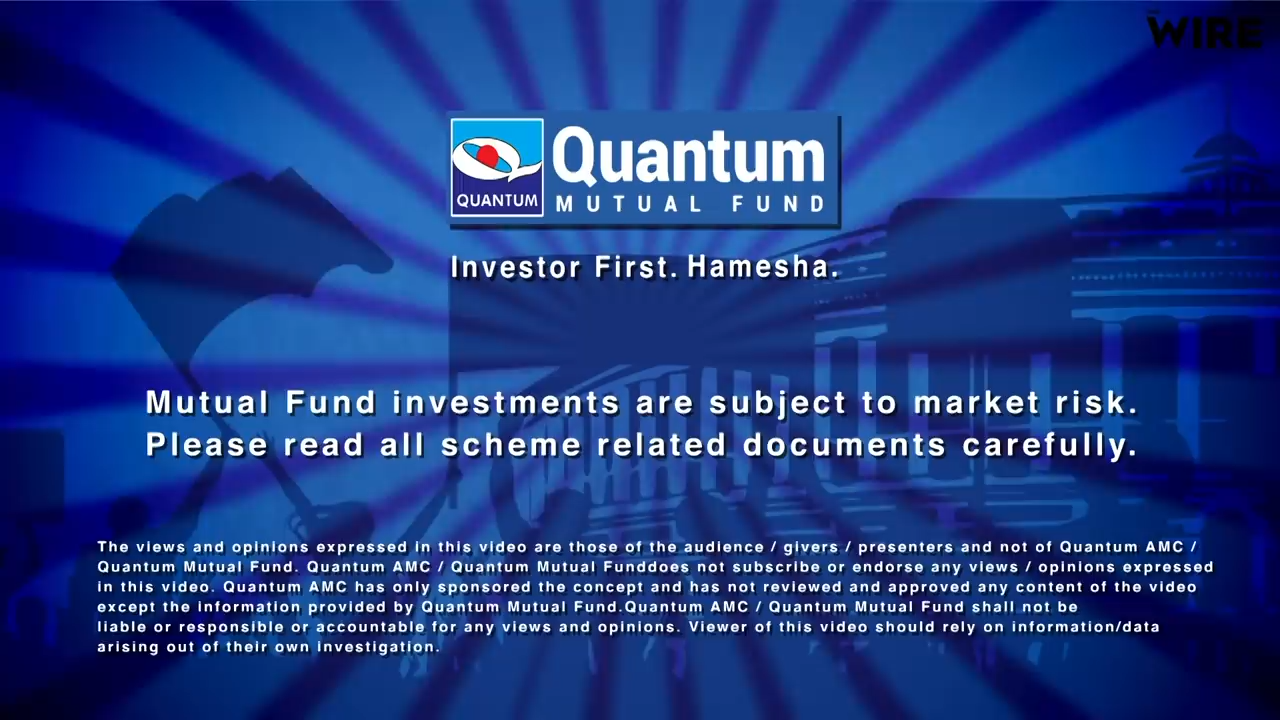 THE
WIRE
QUANTUM
Quantum
MUTUAL FUND
Investor First. Hamesha.
Mutual Fund investments are subject to market risk.
Please read all scheme related documents carefully.
The views and opinions expressed in this video are those of the audience / givers / presenters and not of Quantum AMC /
Quantum Mutual Fund. Quantum AMC / Quantum Mutual Funddoes not subscribe or endorse any views / opinions expressed
in this video. Quantum AMC has only sponsored the concept and has not reviewed and approved any content of the video
except the information provided by Quantum Mutual Fund.Quantum AMC / Quantum Mutual Fund shall not be
liable or responsible or accountable for any views and opinions. Viewer of this video should rely on information/data
arising out of their own investigation.